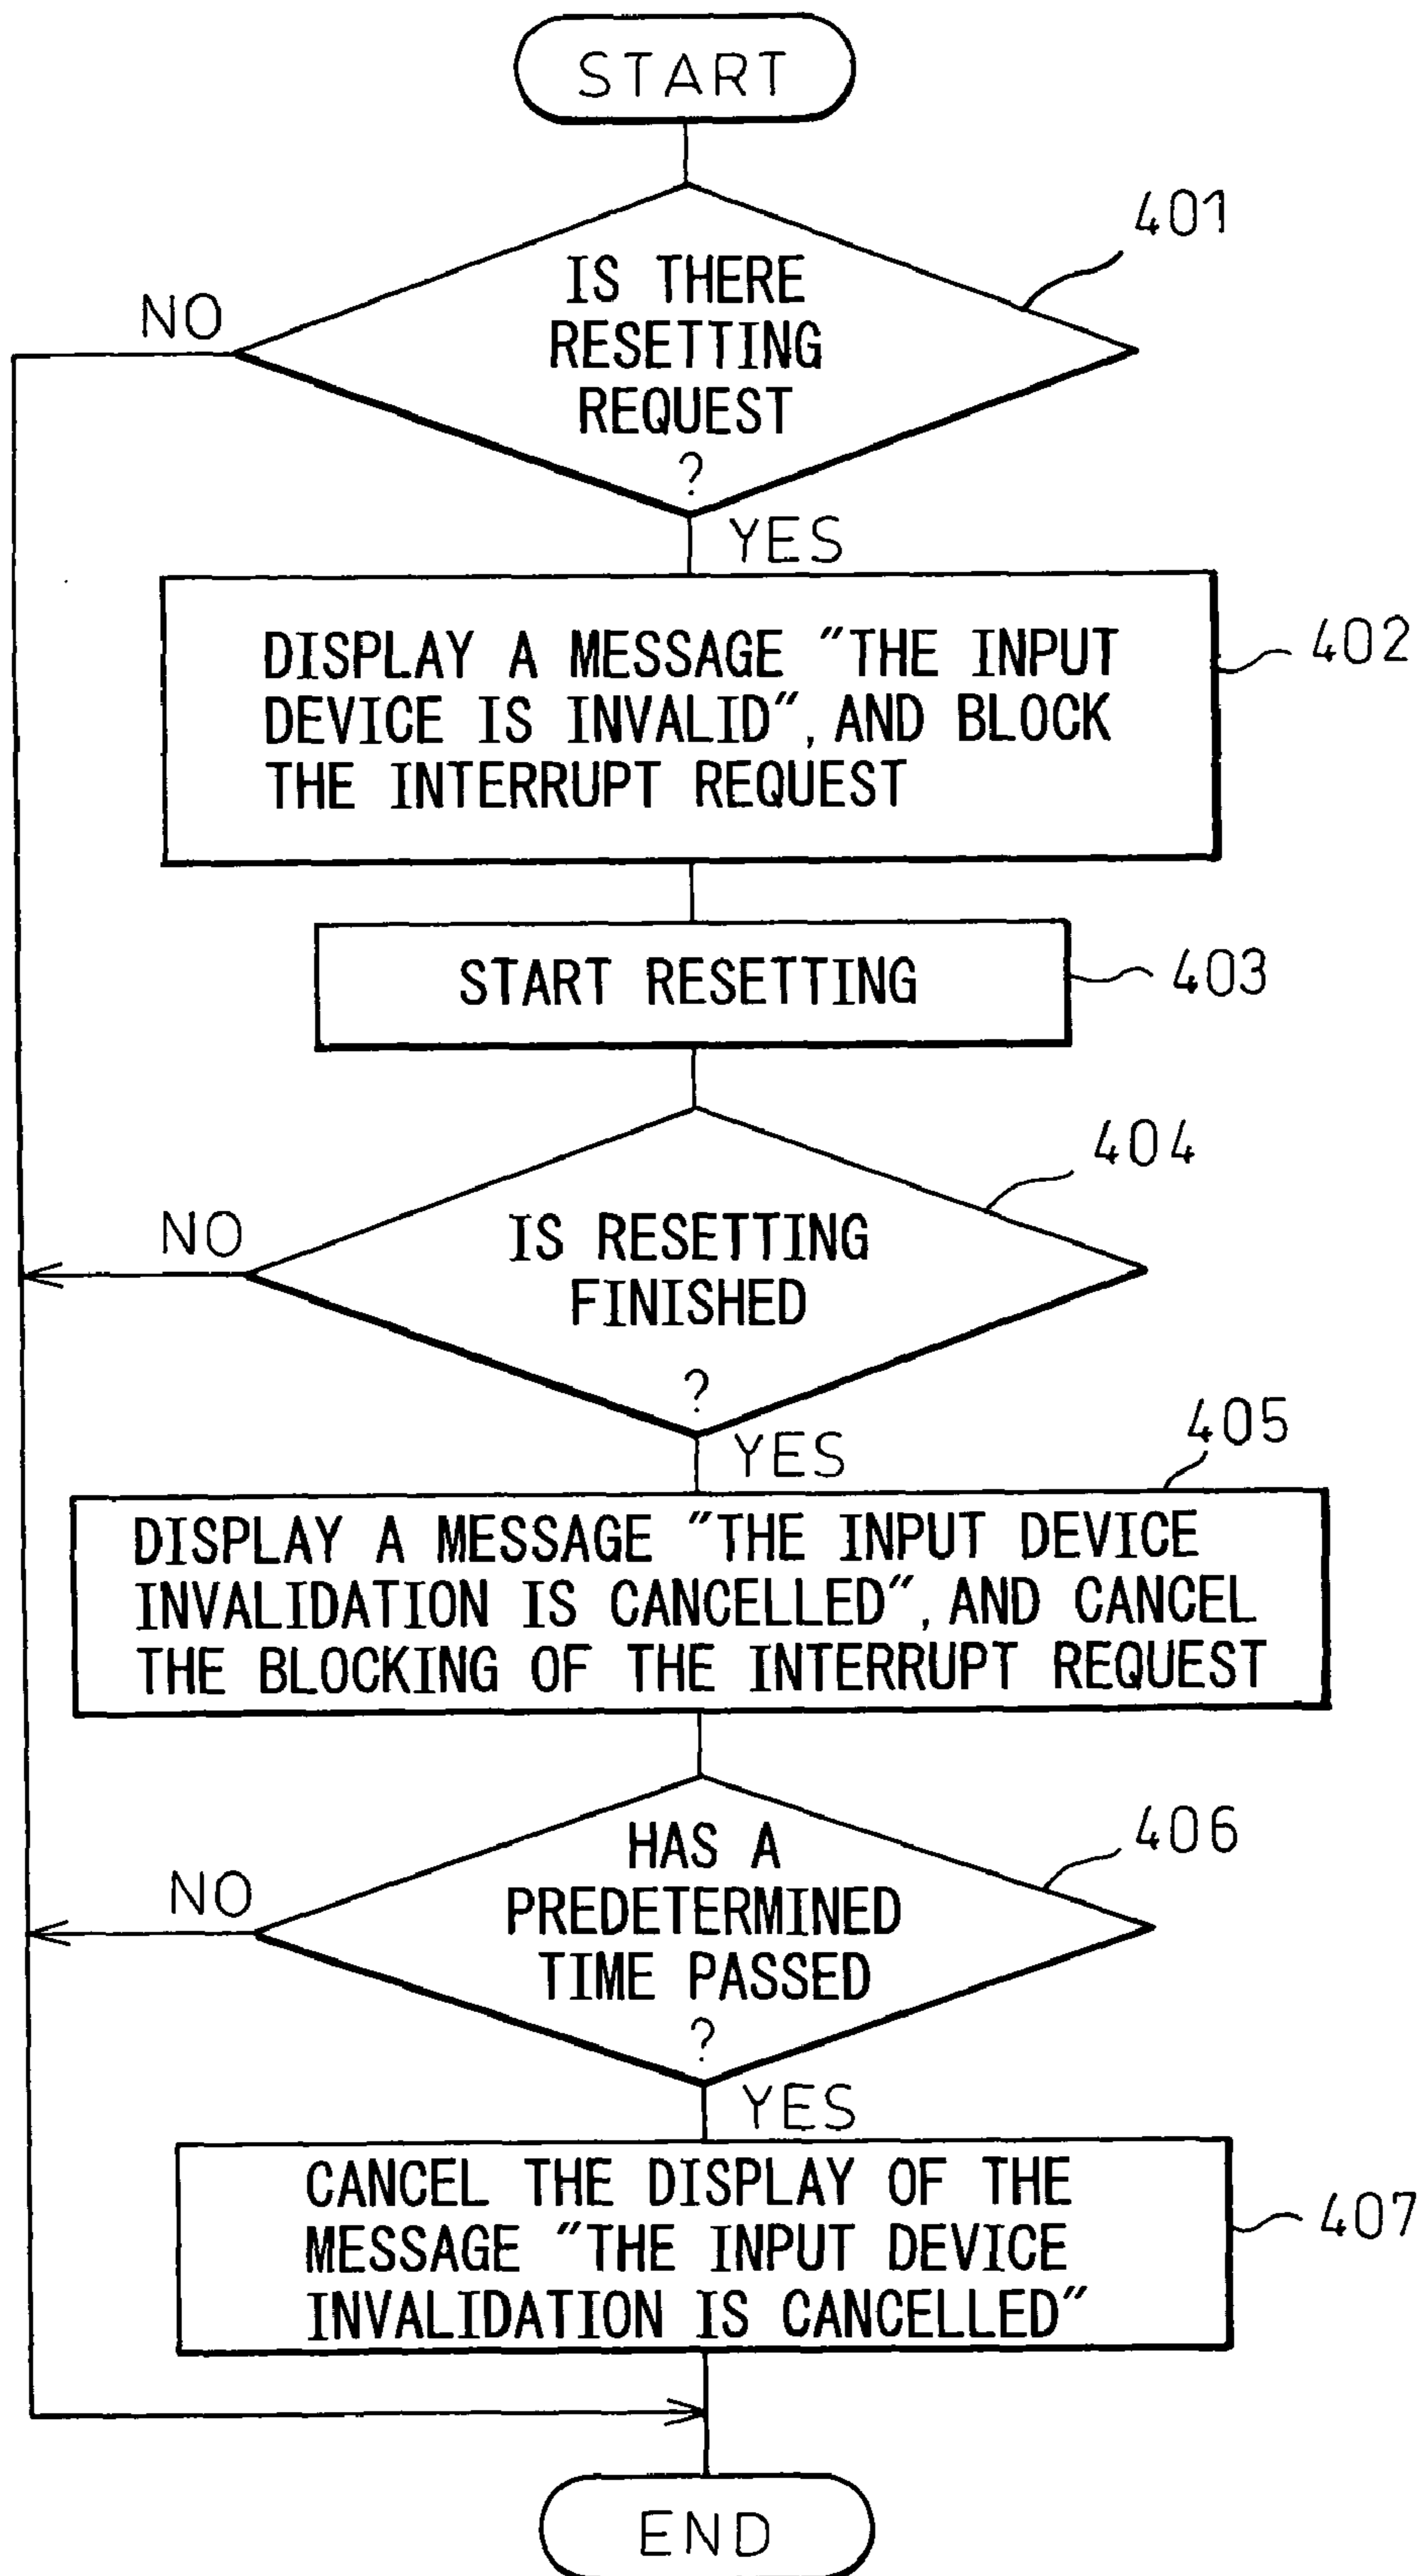 START
401
IS THERE
RESETTING
REQUEST
?
NO
YES
DISPLAY A MESSAGE "THE INPUT
DEVICE IS INVALID", AND BLOCK
THE INTERRUPT REQUEST
402
START RESETTING
403
404
IS RESETTING
FINISHED
?
NO
YES
405
DISPLAY A MESSAGE "THE INPUT DEVICE
INVALIDATION IS CANCELLED", AND CANCEL
THE BLOCKING OF THE INTERRUPT REQUEST
406
HAS A
PREDETERMINED
TIME PASSED
?
NO
YES
CANCEL THE DISPLAY OF THE
MESSAGE "THE INPUT DEVICE
INVALIDATION IS CANCELLED"
407
END